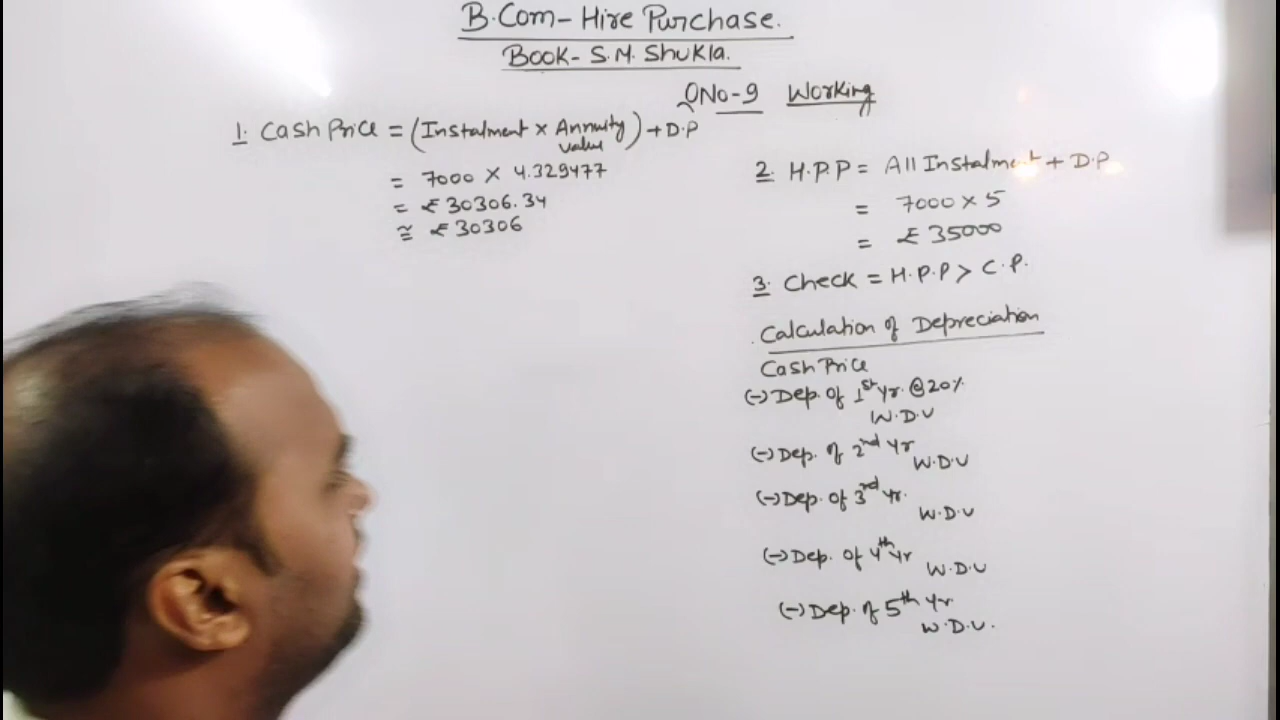 B.Com - Hire Purchase.
Book - S.M. Shukla.
QNo-9 Working
1. Cash Price = (Instalment × Annuity value) + D.P
= 7000 × 4.329477
= ₹ 30306.34
≅ ₹ 30306
2. H.P.P = All Instalment + D.P
= 7000 × 5
= ₹ 35000
3. Check = H.P.P > C.P.
Calculation of Depreciation
Cash Price
(-) Dep. of 1st Yr. @ 20%
W.D.V
(-) Dep. of 2nd Yr
W.D.V
(-) Dep. of 3rd Yr.
W.D.V
(-) Dep. of 4th Yr
W.D.V
(-) Dep. of 5th Yr.
W.D.V.